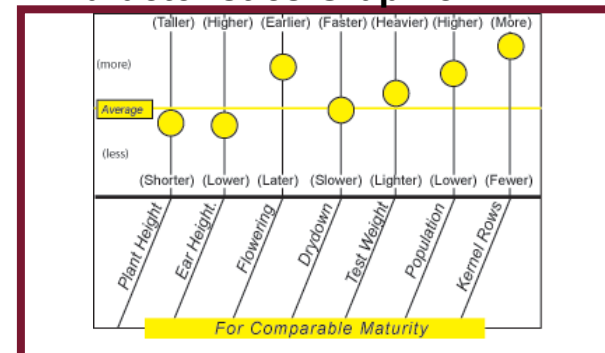 (Taller) (Higher) (Earlier) (Faster) (Heavier) (Higher) (More)
(more)
Average
(less)
(Shorter) (Lower) (Later) (Slower) (Lighter) (Lower) (Fewer)
Plant Height
Ear Height.
Flowering
Drydown
Test Weight
Population
Kernel Rows
For Comparable Maturity